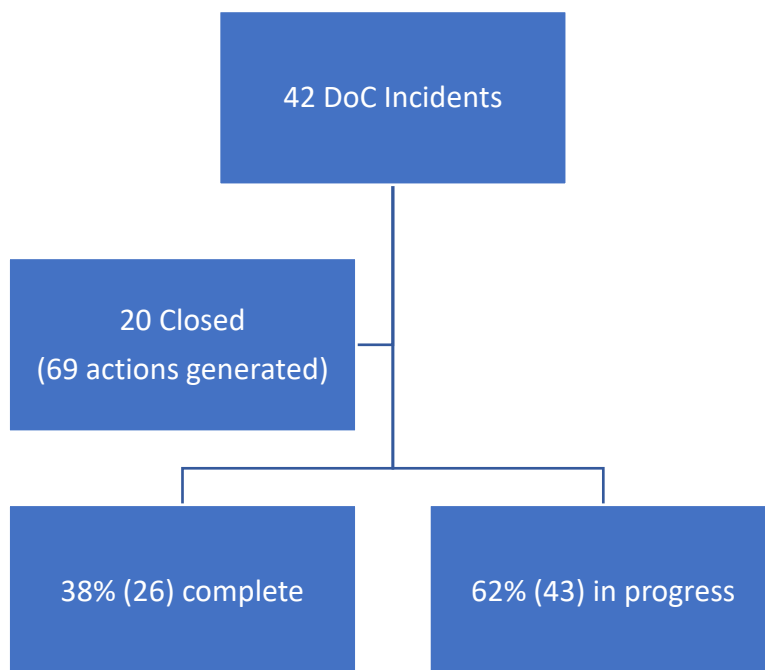 42 DoC Incidents
20 Closed
(69 actions generated)
38% (26) complete
62% (43) in progress